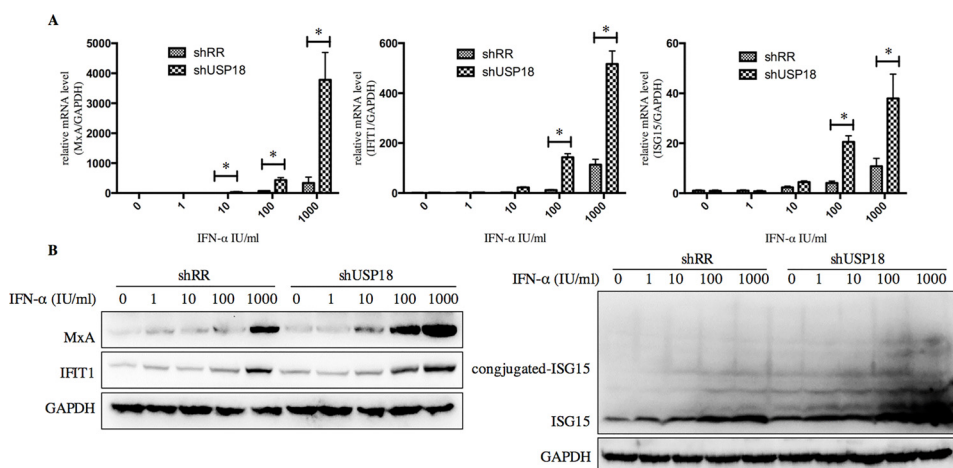 A
relative mRNA level
(MxA/GAPDH)
5000
4000
3000
2000
1000
0
shRR
shUSP18
*
*
*
0 1 10 100 1000
IFN-α IU/ml
relative mRNA level
(IFIT1/GAPDH)
600
400
200
0
shRR
shUSP18
*
*
0 1 10 100 1000
IFN-α IU/ml
relative mRNA level
(ISG15/GAPDH)
60
40
20
0
shRR
shUSP18
*
*
0 1 10 100 1000
IFN-α IU/ml
B
shRR shUSP18
IFN-α (IU/ml) 0 1 10 100 1000 0 1 10 100 1000
MxA
IFIT1
GAPDH
shRR shUSP18
IFN-α (IU/ml) 0 1 10 100 1000 0 1 10 100 1000
congjugated-ISG15
ISG15
GAPDH